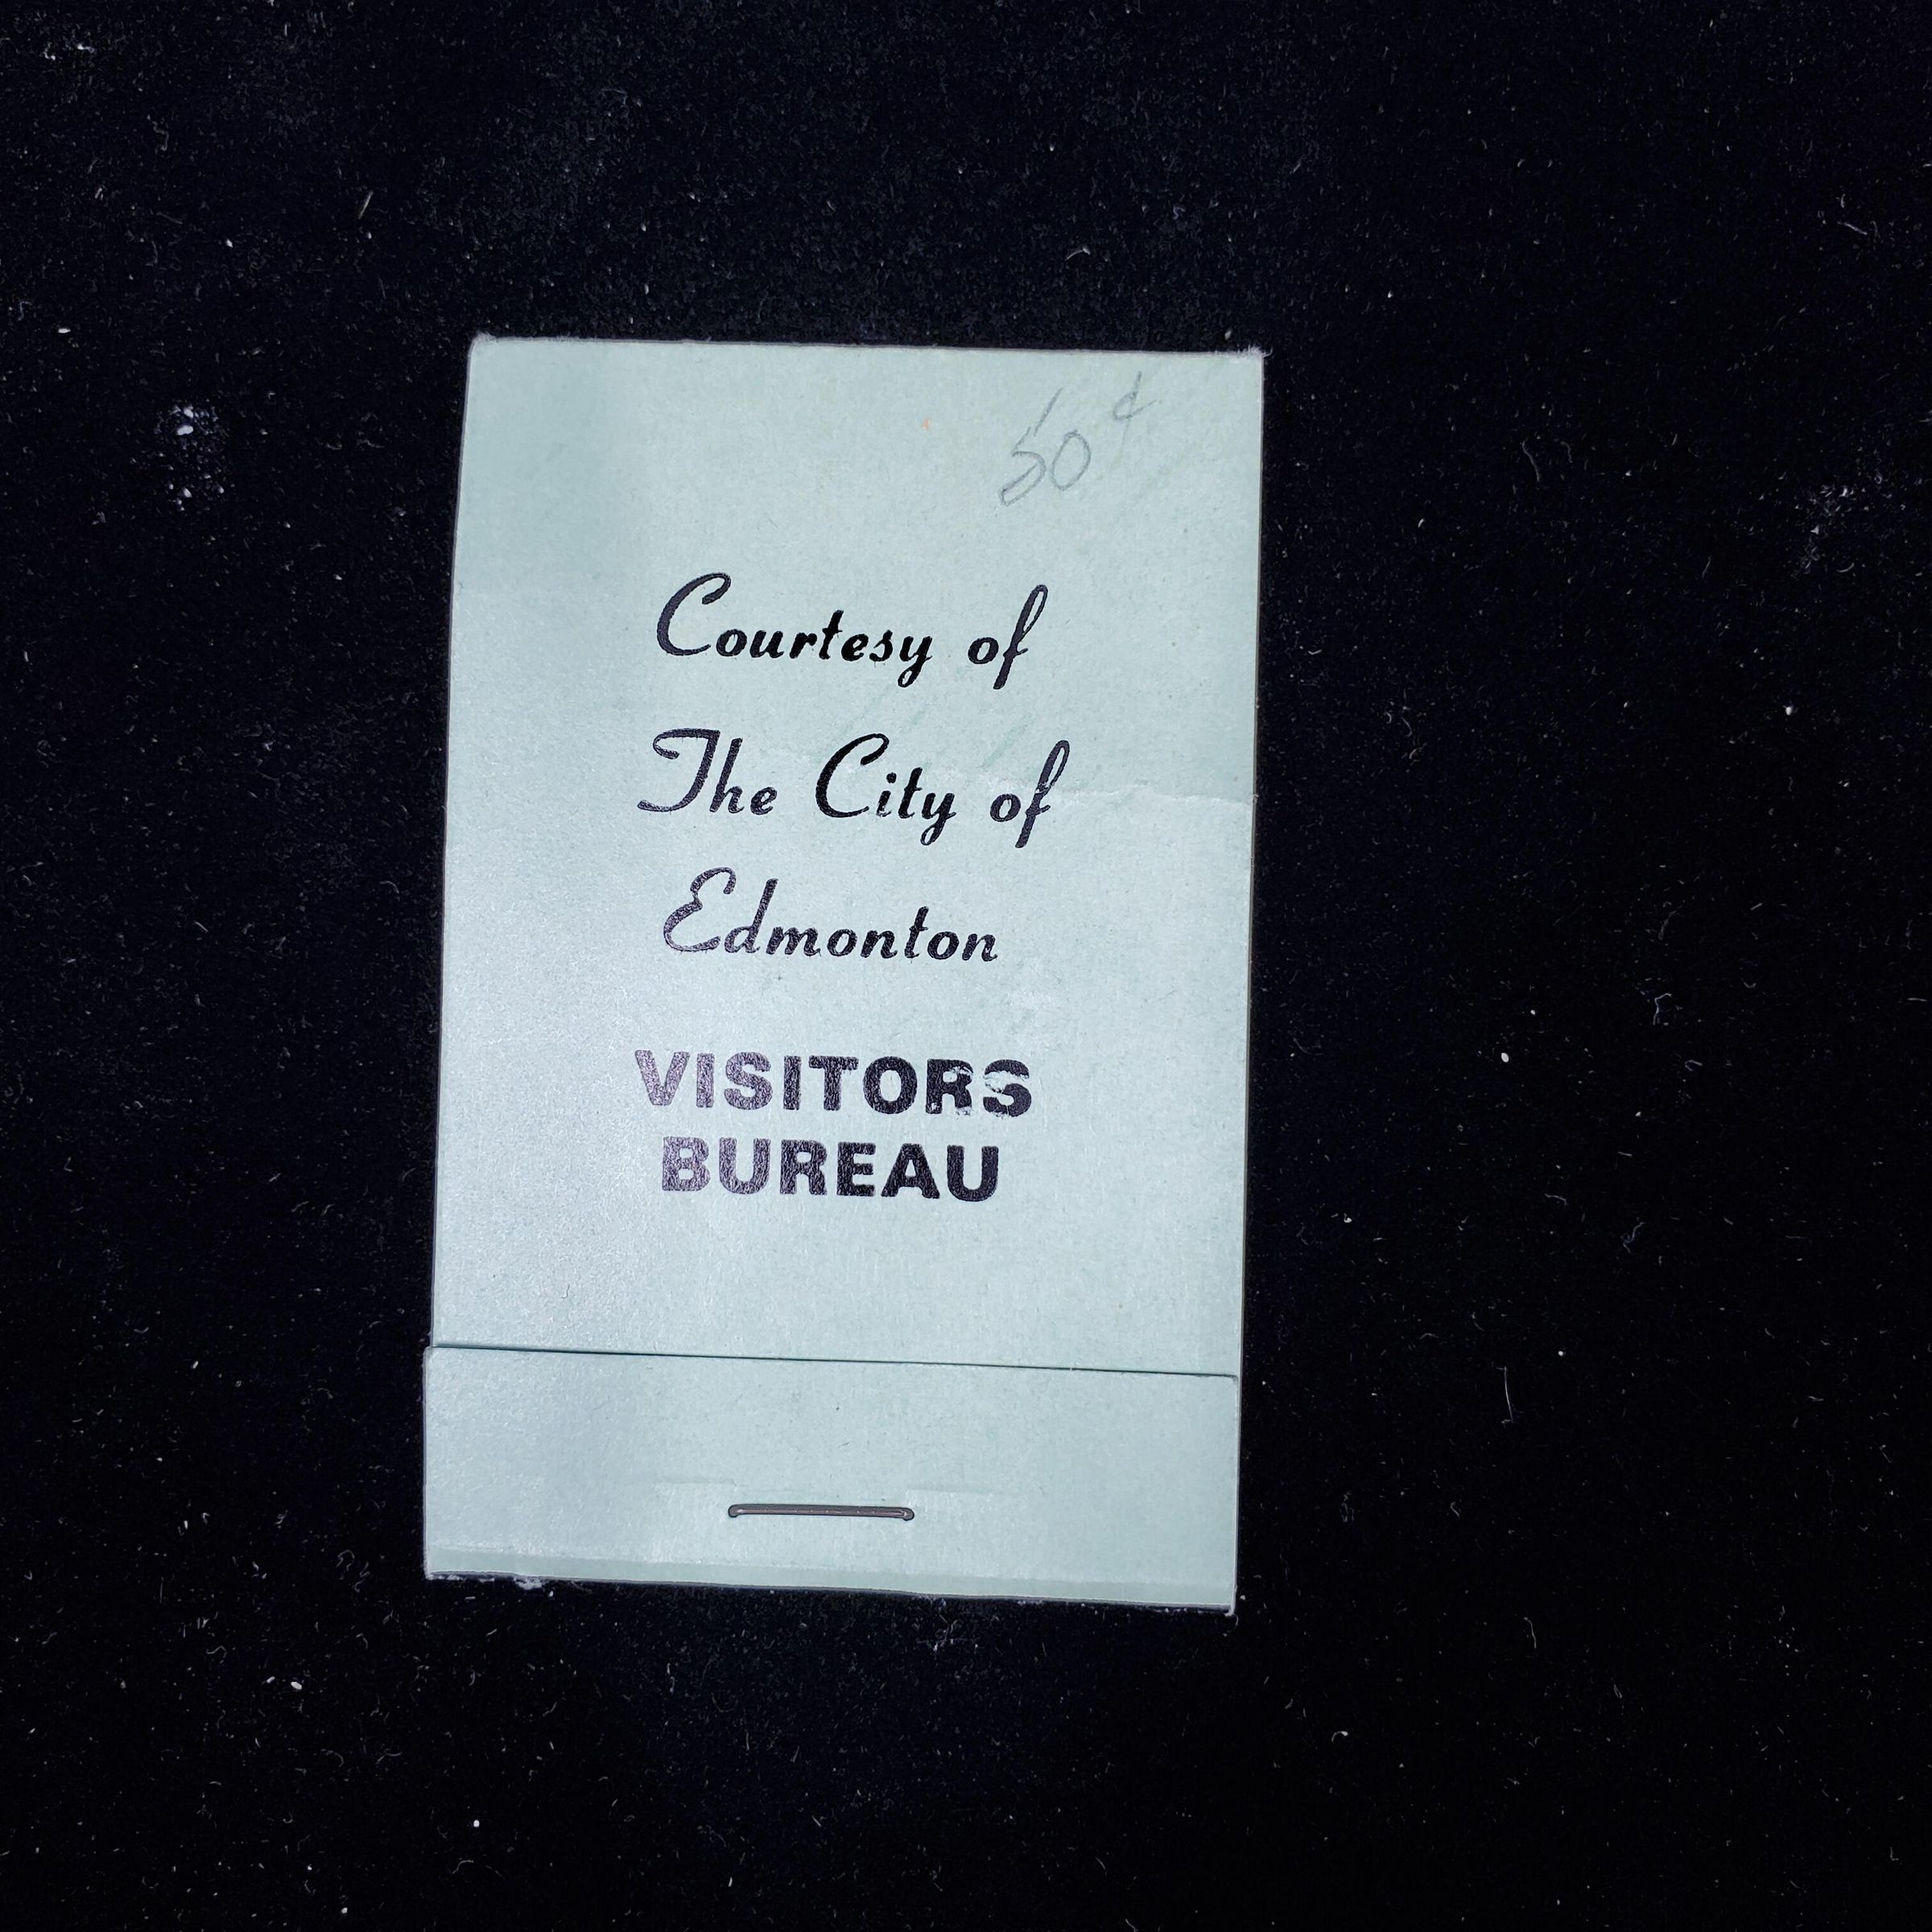 50¢
Courtesy of
The City of
Edmonton
VISITORS
BUREAU